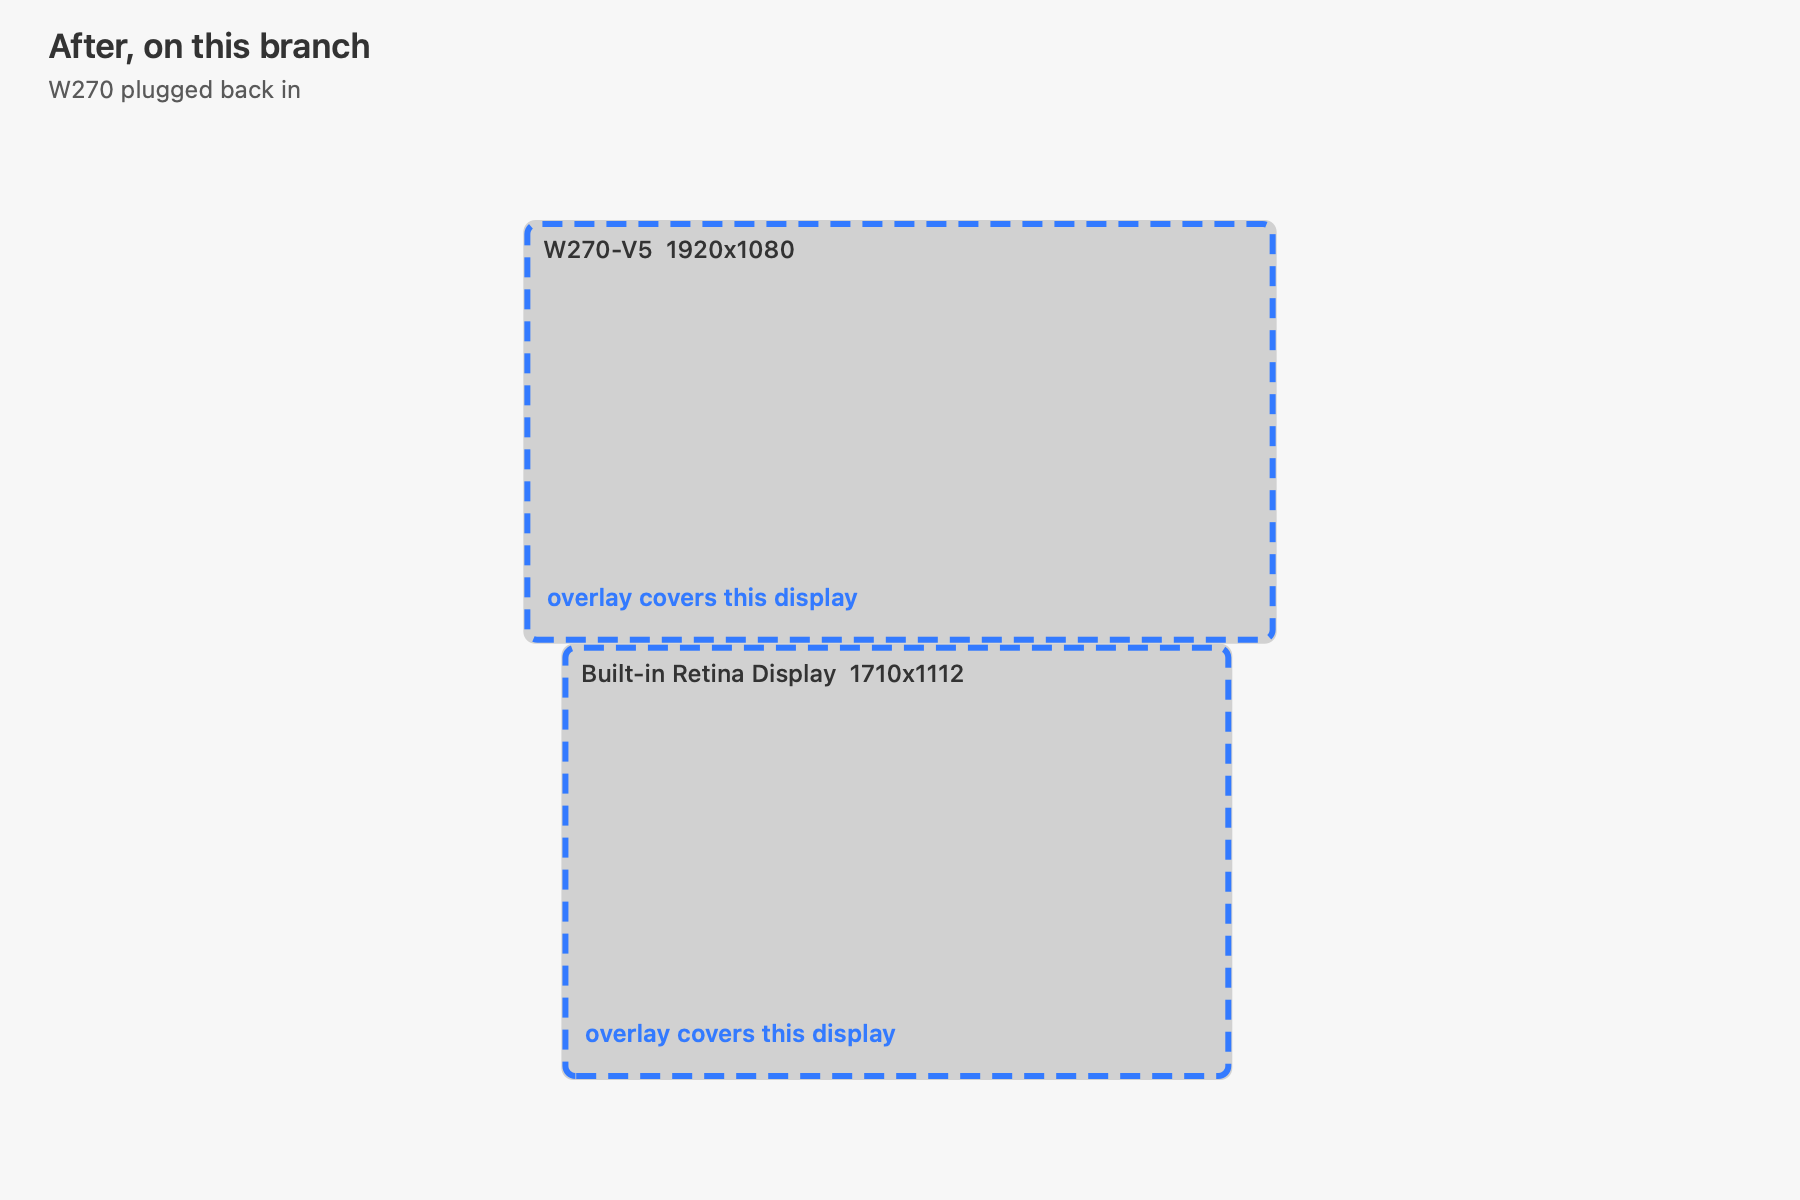 After, on this branch
W270 plugged back in
W270-V5  1920x1080
overlay covers this display
Built-in Retina Display  1710x1112
overlay covers this display